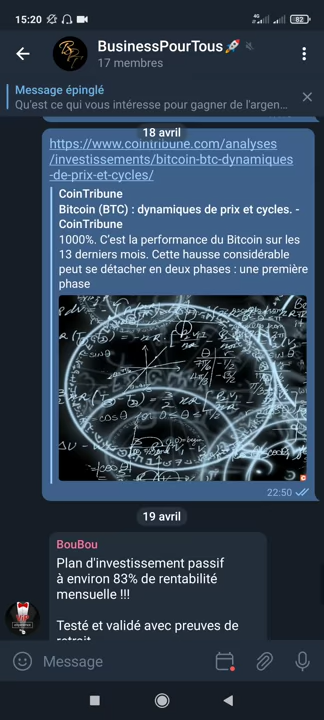 15:20
4G
82
BusinessPourTous🚀
17 membres
Message épinglé
Qu'est ce qui vous intéresse pour gagner de l'argen...
18 avril
https://www.cointribune.com/analyses
/investissements/bitcoin-btc-dynamiques
-de-prix-et-cycles/
CoinTribune
Bitcoin (BTC) : dynamiques de prix et cycles. -
CoinTribune
1000%. C'est la performance du Bitcoin sur les
13 derniers mois. Cette hausse considérable
peut se détacher en deux phases : une première
phase
22:50
19 avril
BouBou
Plan d'investissement passif
à environ 83% de rentabilité
mensuelle !!!
Testé et validé avec preuves de
retrait
Message